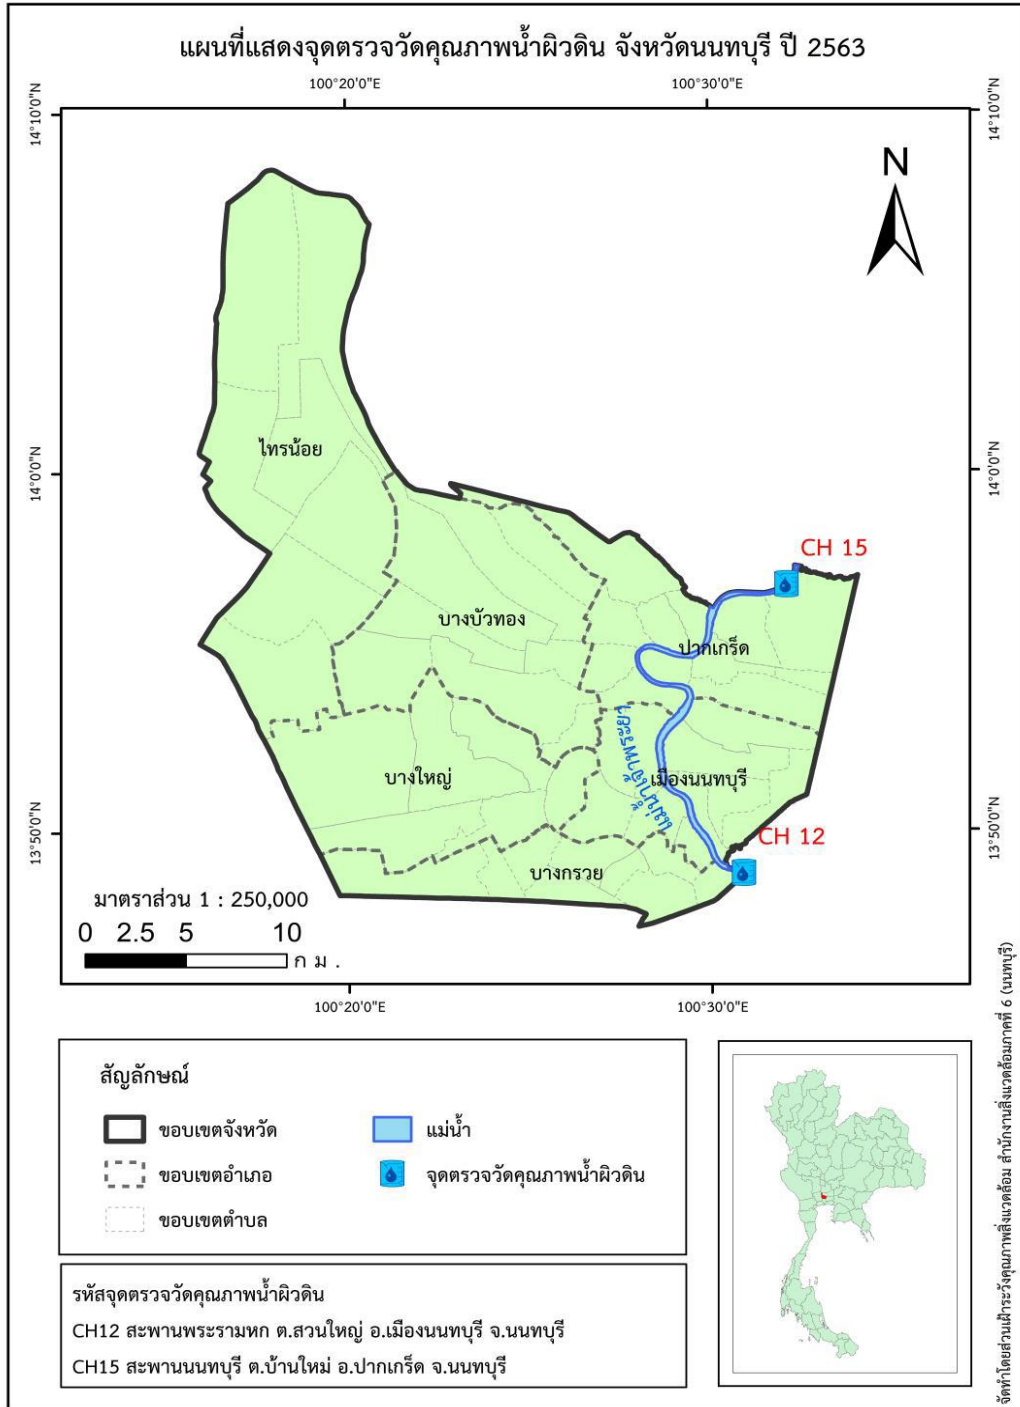 แผนที่แสดงจุดตรวจวัดคุณภาพน้ำผิวดิน จังหวัดนนทบุรี ปี 2563
100°20'0"E
100°30'0"E
14°10'0"N
14°10'0"N
N
ไทรน้อย
14°0'0"N
14°0'0"N
CH 15
บางบัวทอง
ปากเกร็ด
แม่น้ำเจ้าพระยา
บางใหญ่
เมืองนนทบุรี
13°50'0"N
13°50'0"N
CH 12
บางกรวย
มาตราส่วน 1 : 250,000
0 2.5 5 10
ก ม .
100°20'0"E
100°30'0"E
สัญลักษณ์
ขอบเขตจังหวัด
แม่น้ำ
ขอบเขตอำเภอ
จุดตรวจวัดคุณภาพน้ำผิวดิน
ขอบเขตตำบล
รหัสจุดตรวจวัดคุณภาพน้ำผิวดิน
CH12 สะพานพระรามหก ต.สวนใหญ่ อ.เมืองนนทบุรี จ.นนทบุรี
CH15 สะพานนนทบุรี ต.บ้านใหม่ อ.ปากเกร็ด จ.นนทบุรี
จัดทำโดยส่วนเฝ้าระวังคุณภาพสิ่งแวดล้อม สำนักงานสิ่งแวดล้อมภาคที่ 6 (นนทบุรี)